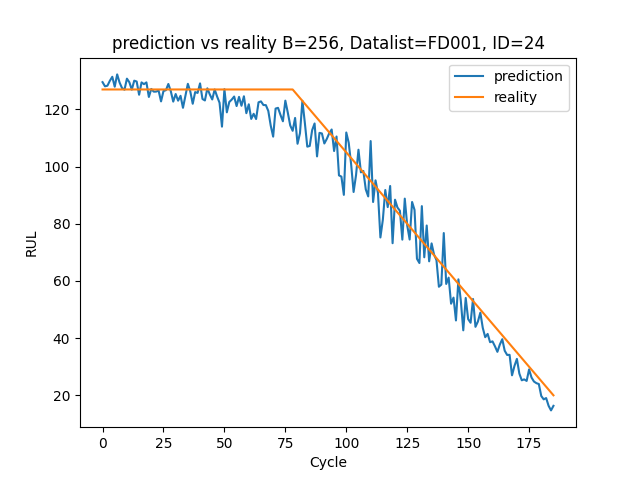 prediction vs reality B=256, Datalist=FD001, ID=24
prediction
reality
RUL
120
100
80
60
40
20
0 25 50 75 100 125 150 175
Cycle